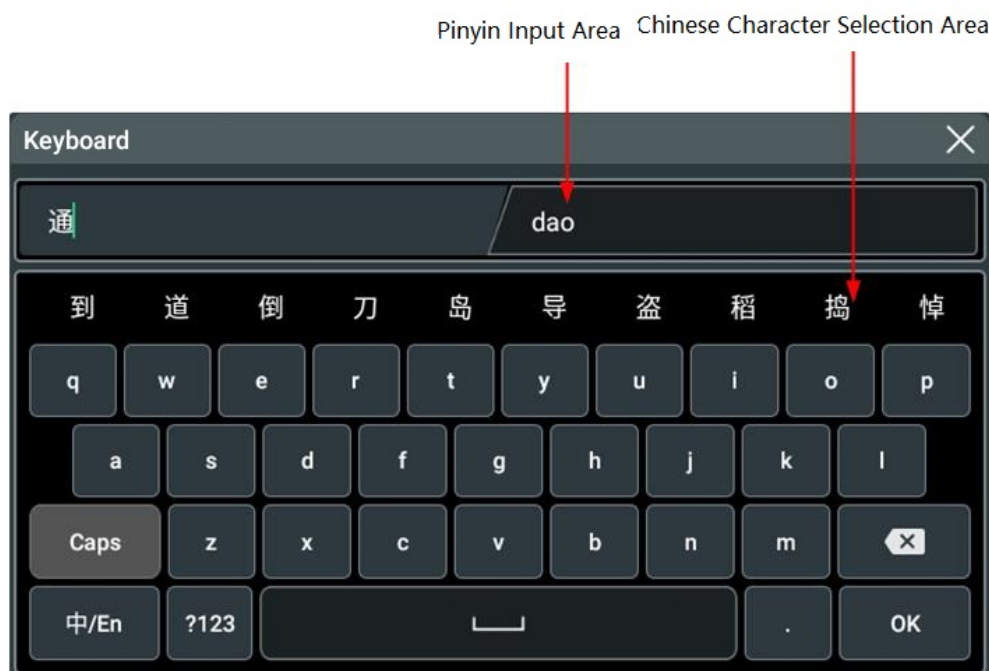 Pinyin Input Area Chinese Character Selection Area
Keyboard
通 dao
到 道 倒 刀 岛 导 盗 稻 捣 悼
q w e r t y u i o p
a s d f g h j k l
Caps z x c v b n m
中/En ?123 . OK